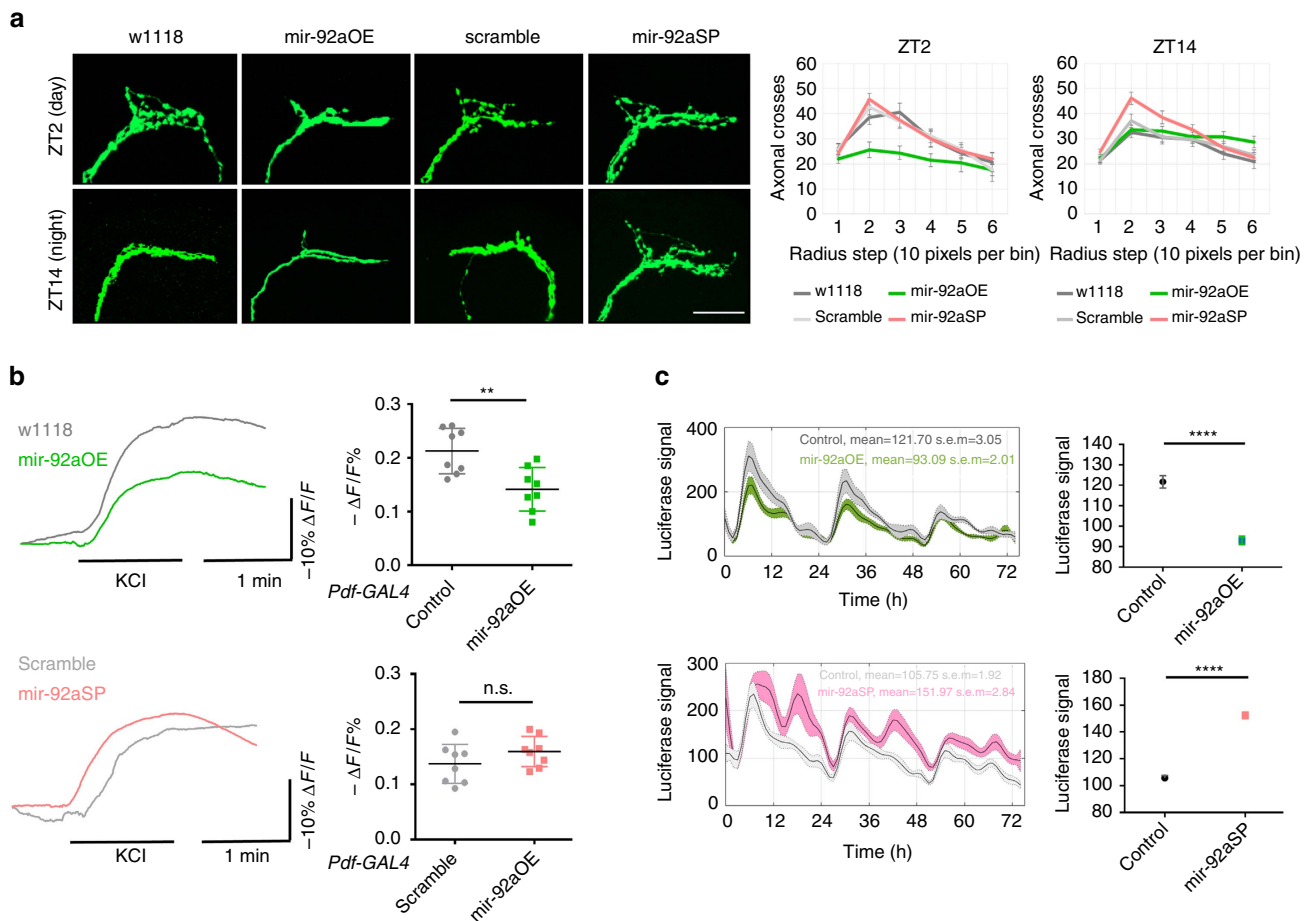 a
w1118 mir-92aOE scramble mir-92aSP
ZT2 (day)
ZT14 (night)
ZT2
Axonal crosses
60
50
40
30
20
10
0
1 2 3 4 5 6
Radius step (10 pixels per bin)
w1118 mir-92aOE
Scramble mir-92aSP
ZT14
Axonal crosses
60
50
40
30
20
10
0
1 2 3 4 5 6
Radius step (10 pixels per bin)
w1118 mir-92aOE
Scramble mir-92aSP
b
w1118
mir-92aOE
KCl
1 min
–10% ΔF/F
**
– ΔF/F%
0.3
0.2
0.1
0.0
Pdf-GAL4
Control
mir-92aOE
Scramble
mir-92aSP
KCl
1 min
–10% ΔF/F
n.s.
– ΔF/F%
0.3
0.2
0.1
0.0
Pdf-GAL4
Scramble
mir-92aOE
c
Luciferase signal
400
200
0
Control, mean=121.70 s.e.m=3.05
mir-92aOE, mean=93.09 s.e.m=2.01
0 12 24 36 48 60 72
Time (h)
****
Luciferase signal
140
130
120
110
100
90
80
Control
mir-92aOE
Luciferase signal
300
200
100
0
Control, mean=105.75 s.e.m=1.92
mir-92aSP, mean=151.97 s.e.m=2.84
0 12 24 36 48 60 72
Time (h)
****
Luciferase signal
180
160
140
120
100
80
Control
mir-92aSP